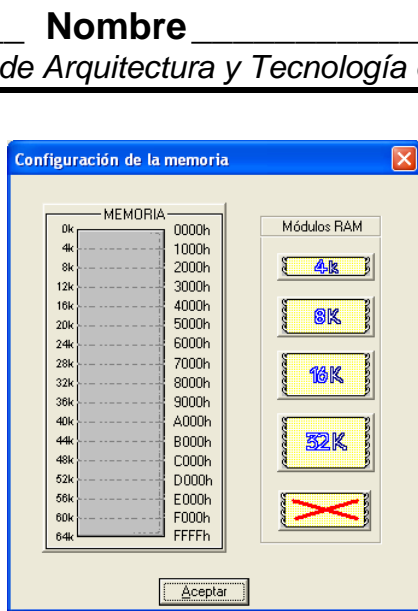 __ Nombre____________
de Arquitectura y Tecnología
Configuración de la memoria
MEMORIA
0k 0000h
4k 1000h
8k 2000h
12k 3000h
16k 4000h
20k 5000h
24k 6000h
28k 7000h
32k 8000h
36k 9000h
40k A000h
44k B000h
48k C000h
52k D000h
56k E000h
60k F000h
64k FFFFh
Módulos RAM
4k
8K
16K
32K
Aceptar